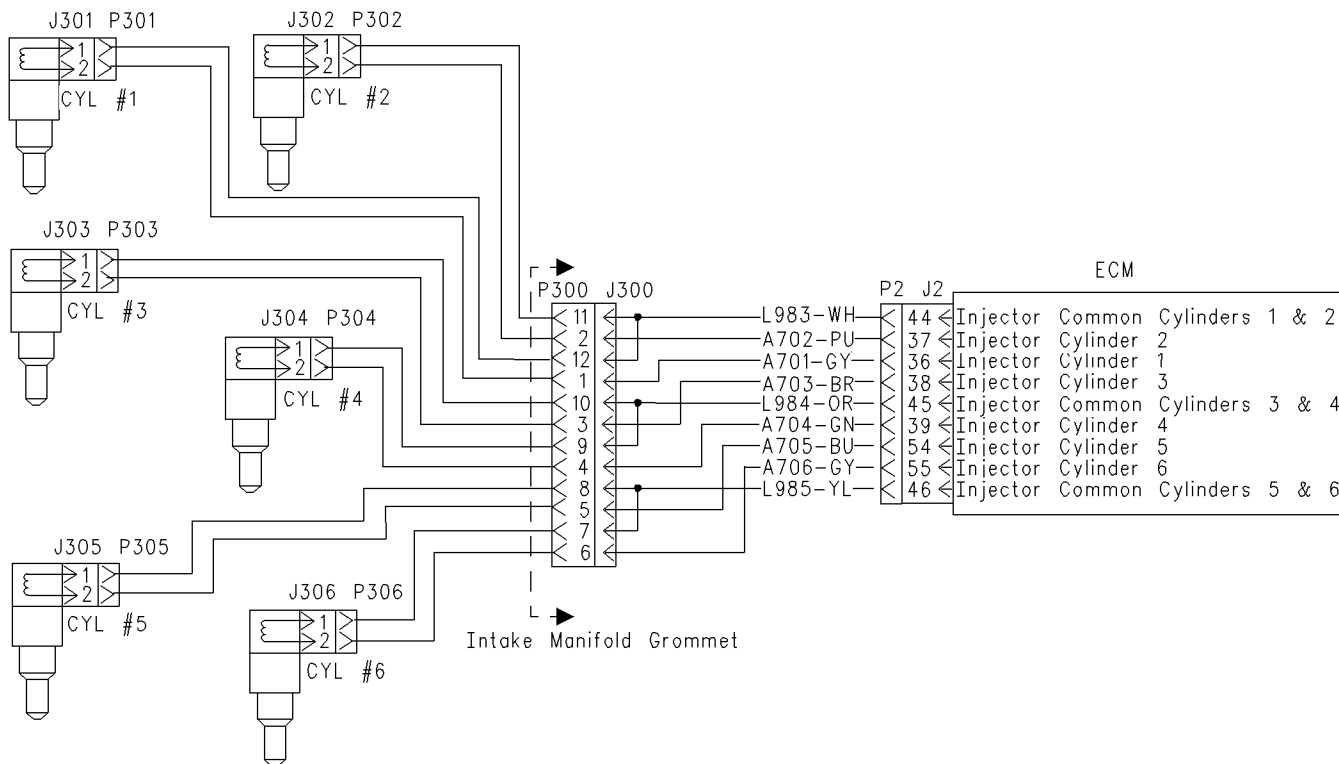 J301 P301
1
2
CYL #1
J302 P302
1
2
CYL #2
J303 P303
1
2
CYL #3
J304 P304
1
2
CYL #4
J305 P305
1
2
CYL #5
J306 P306
1
2
CYL #6
P300 J300
11
2
12
1
10
3
9
4
8
5
7
6
Intake Manifold Grommet
L983-WH
A702-PU
A701-GY
A703-BR
L984-OR
A704-GN
A705-BU
A706-GY
L985-YL
ECM
P2 J2
44 Injector Common Cylinders 1 & 2
37 Injector Cylinder 2
36 Injector Cylinder 1
38 Injector Cylinder 3
45 Injector Common Cylinders 3 & 4
39 Injector Cylinder 4
54 Injector Cylinder 5
55 Injector Cylinder 6
46 Injector Common Cylinders 5 & 6